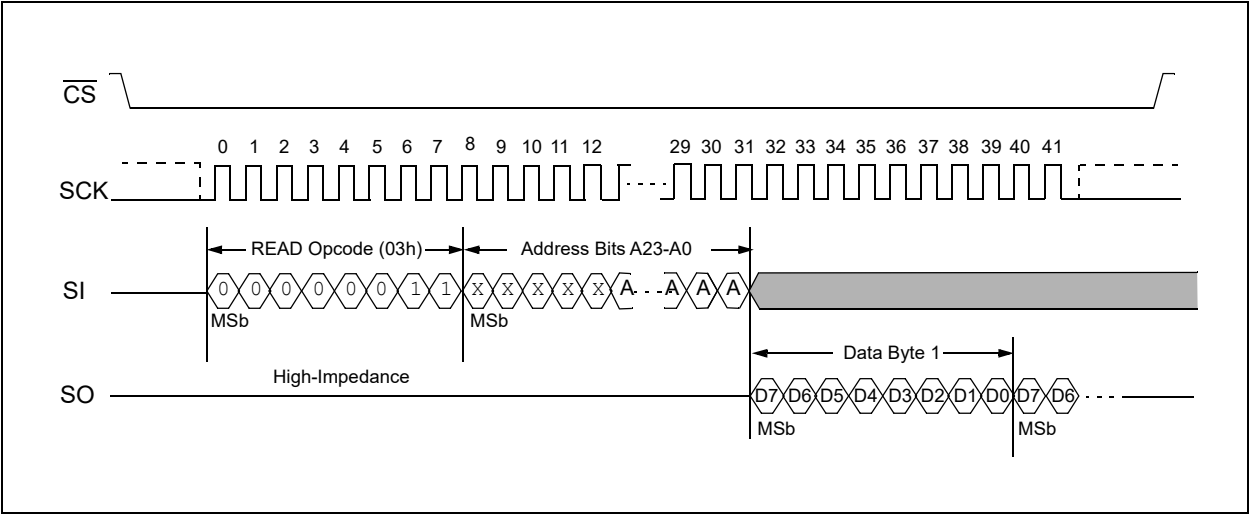 CS
0 1 2 3 4 5 6 7 8 9 10 11 12 29 30 31 32 33 34 35 36 37 38 39 40 41
SCK
READ Opcode (03h) Address Bits A23-A0
SI 0 0 0 0 0 0 1 1 X X X X X A A A A
MSb MSb
Data Byte 1
High-Impedance
SO D7 D6 D5 D4 D3 D2 D1 D0 D7 D6
MSb MSb